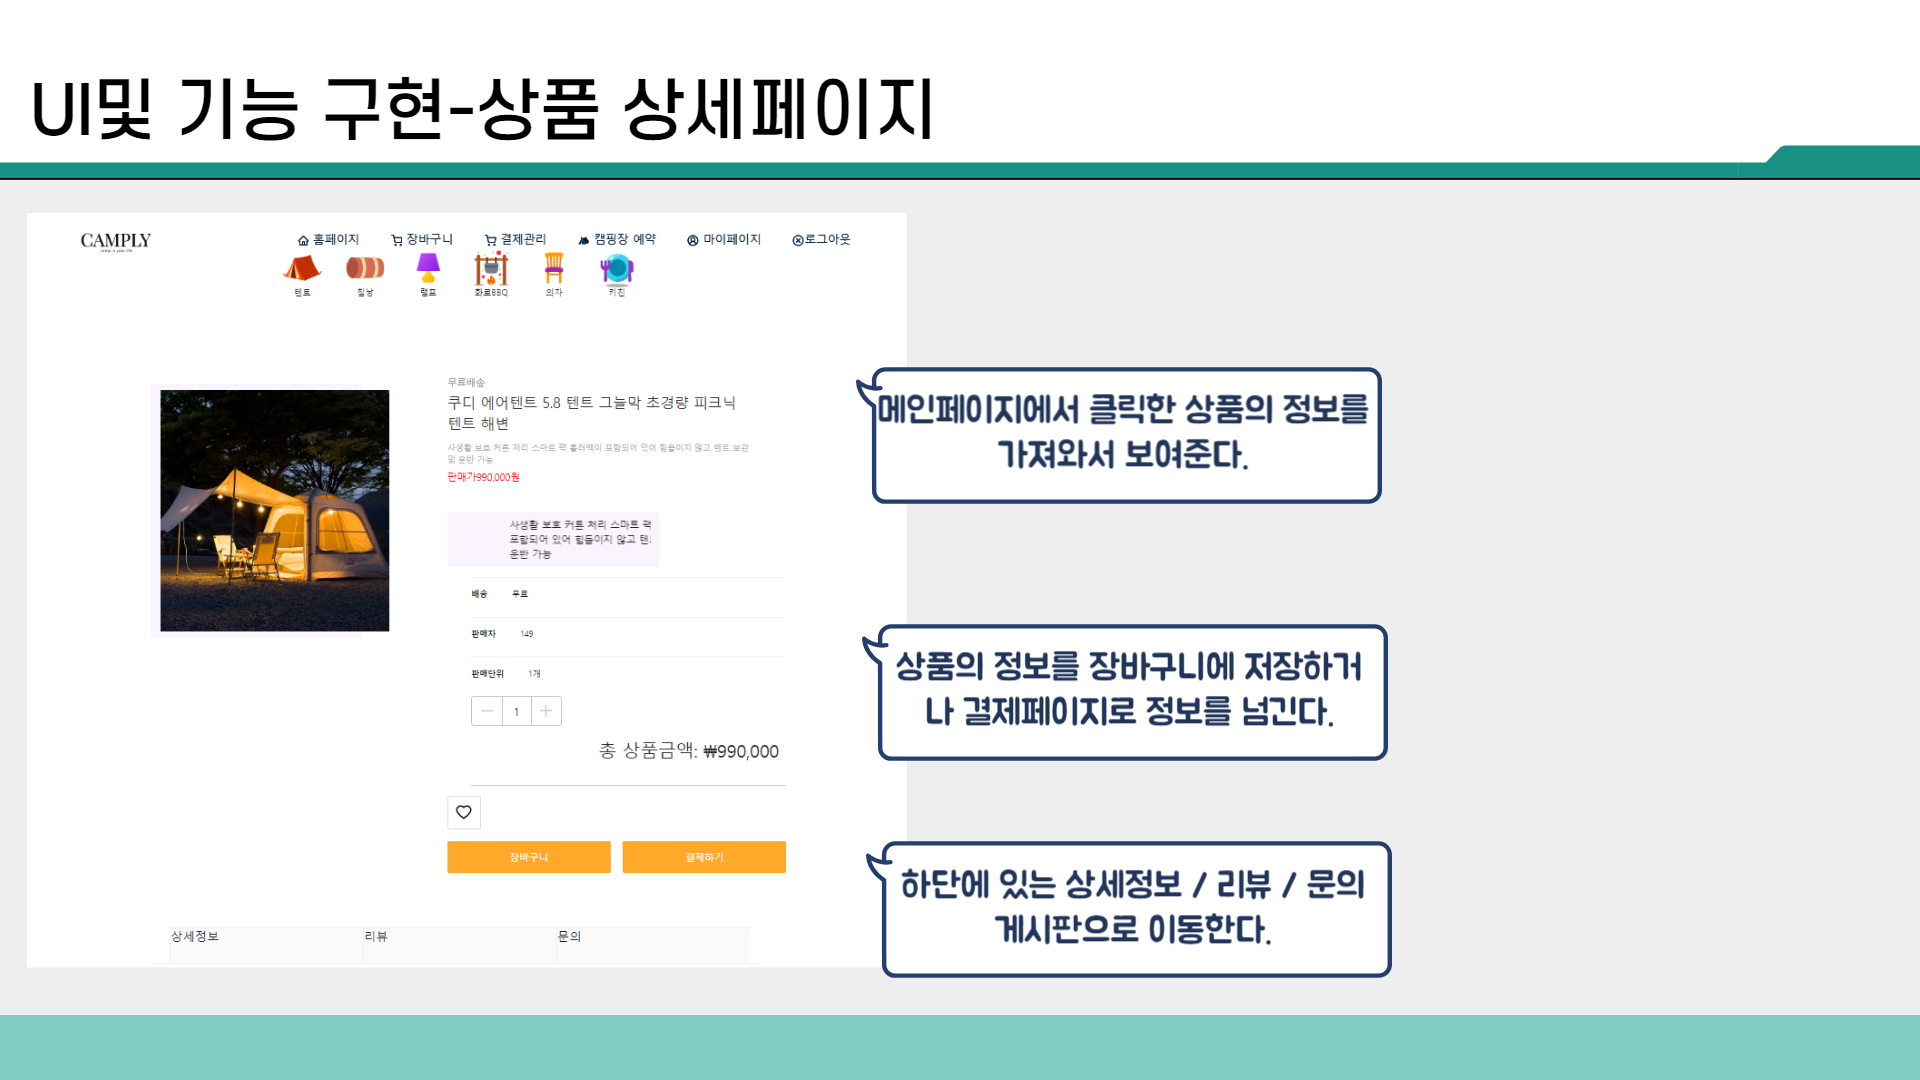 UI및 기능 구현-상품 상세페이지
CAMPLY
홈페이지 장바구니 결제관리 캠핑장 예약 마이페이지 로그아웃
텐트 침낭 램프 화로BBQ 의자 키친
무료배송
쿠디 에어텐트 5.8 텐트 그늘막 초경량 피크닉
텐트 해변
사생활 보호 커튼 처리 스마트 팩 롤러백이 포함되어 있어 힘들이지 않고 텐트 보관
및 운반 가능
판매가990,000원
사생활 보호 커튼 처리 스마트 팩
포함되어 있어 힘들이지 않고 텐트
운반 가능
배송 무료
판매자 149
판매단위 1개
1
총 상품금액: ₩990,000
장바구니 결제하기
상세정보 리뷰 문의
메인페이지에서 클릭한 상품의 정보를
가져와서 보여준다.
상품의 정보를 장바구니에 저장하거
나 결제페이지로 정보를 넘긴다.
하단에 있는 상세정보 / 리뷰 / 문의
게시판으로 이동한다.